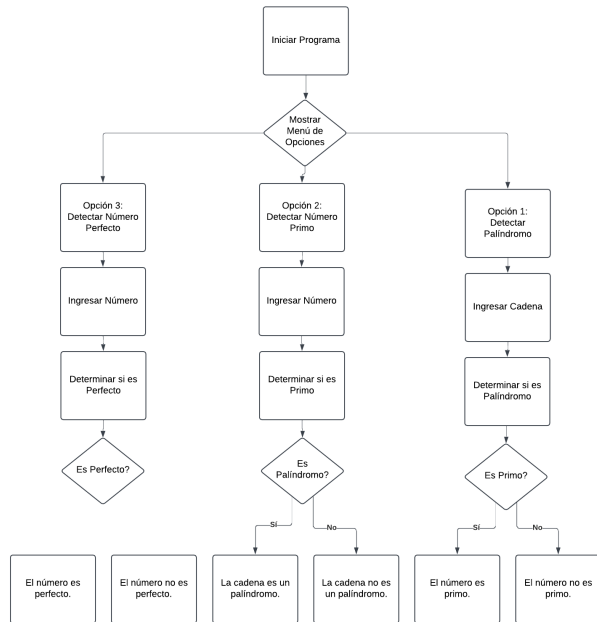 Iniciar Programa
Mostrar
Menú de
Opciones
Opción 3:
Detectar Número
Perfecto
Opción 2:
Detectar Número
Primo
Opción 1:
Detectar
Palíndromo
Ingresar Número
Ingresar Número
Ingresar Cadena
Determinar si es
Perfecto
Determinar si es
Primo
Determinar si es
Palíndromo
Es Perfecto?
Es
Palíndromo?
Es Primo?
Sí
No
Sí
No
El número es
perfecto.
El número no es
perfecto.
La cadena es un
palíndromo.
La cadena no es
un palíndromo.
El número es
primo.
El número no es
primo.